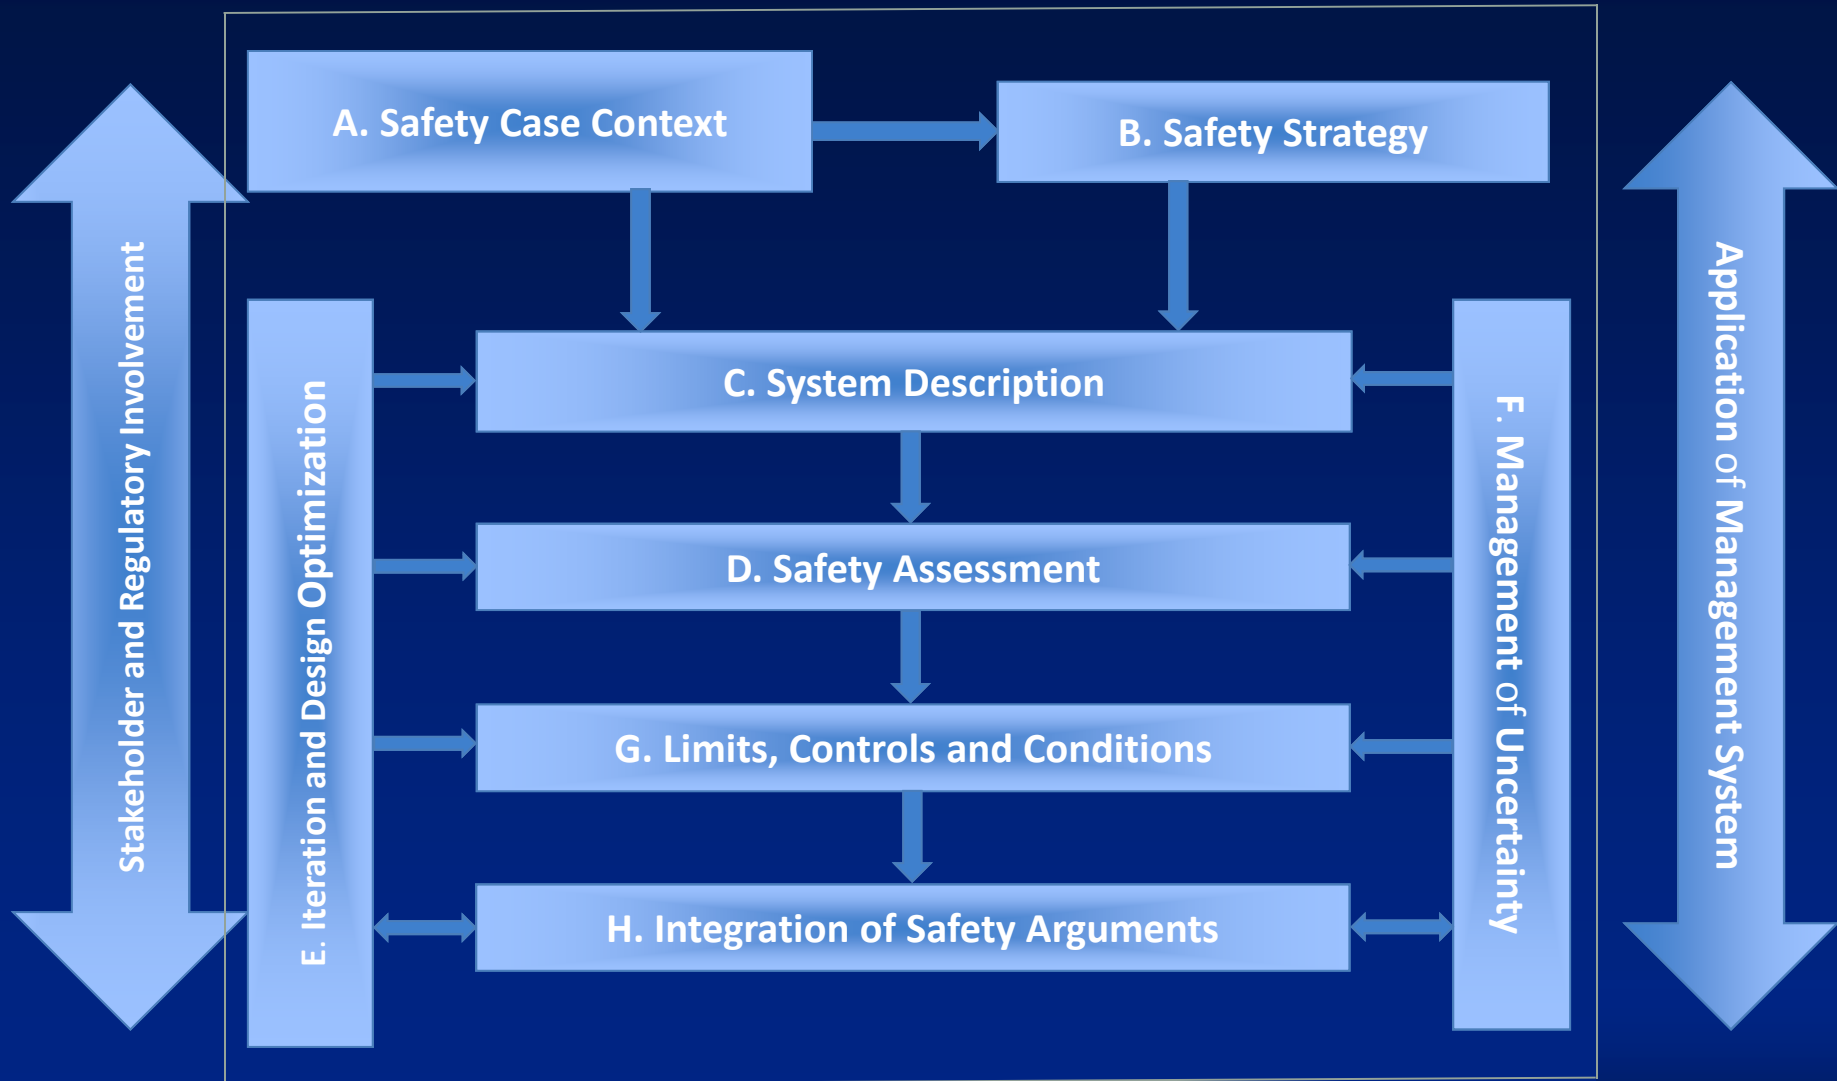 A. Safety Case Context
B. Safety Strategy
Stakeholder and Regulatory Involvement
E. Iteration and Design Optimization
C. System Description
D. Safety Assessment
G. Limits, Controls and Conditions
H. Integration of Safety Arguments
F. Management of Uncertainty
Application of Management System